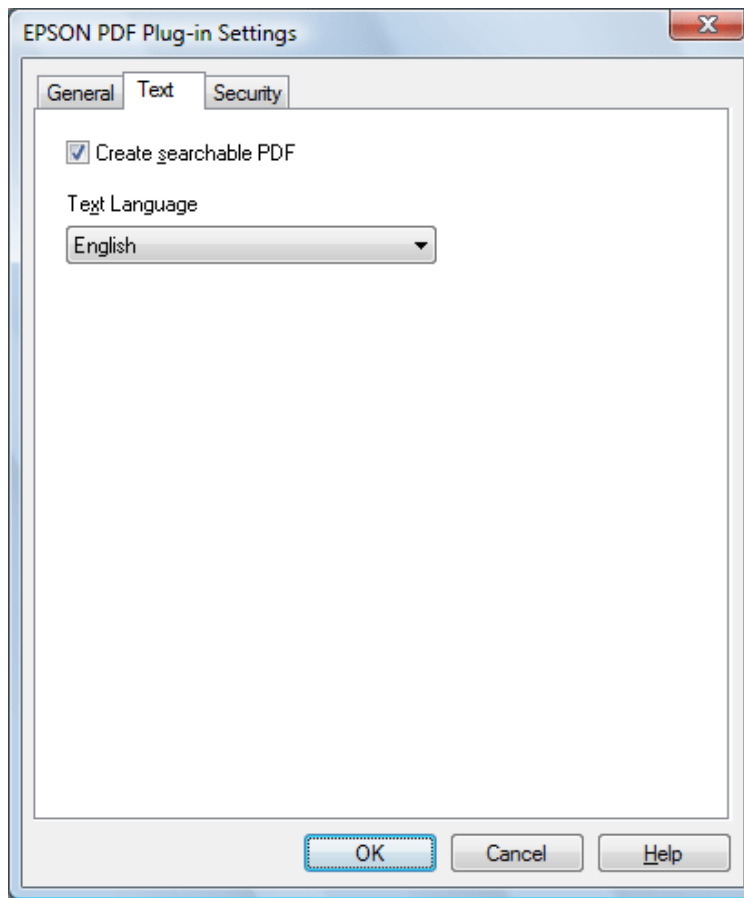 EPSON PDF Plug-in Settings
General Text Security
Create searchable PDF
Text Language
English
OK Cancel Help